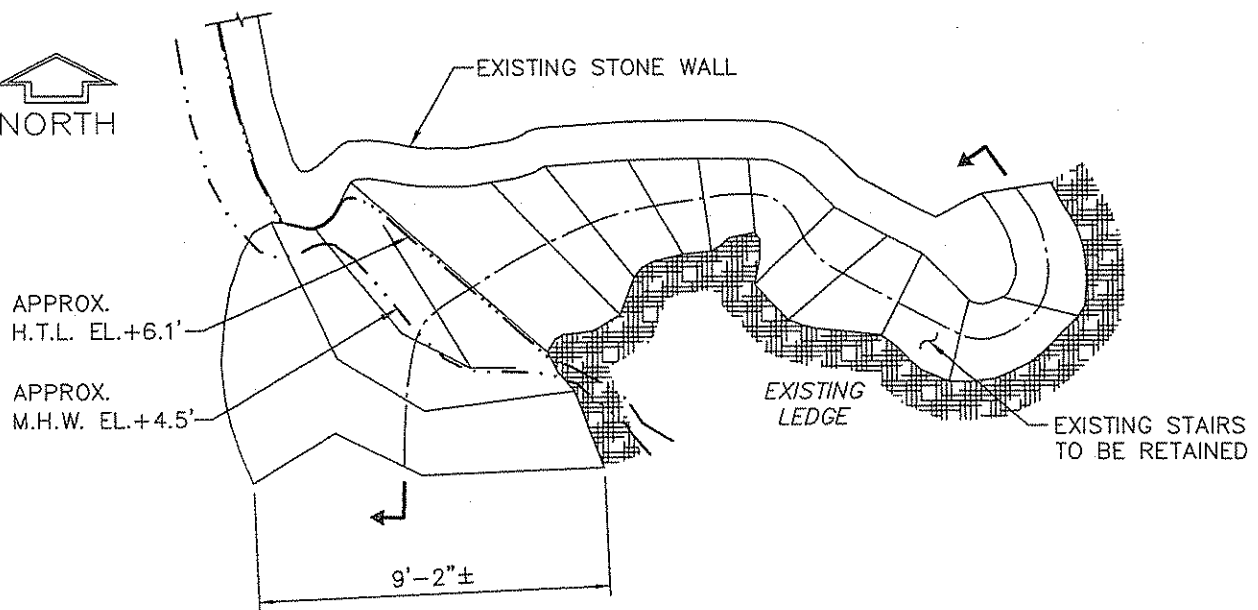 NORTH
EXISTING STONE WALL
APPROX.
H.T.L. EL.+6.1'
APPROX.
M.H.W. EL.+4.5'
EXISTING
LEDGE
EXISTING STAIRS
TO BE RETAINED
9'-2"±